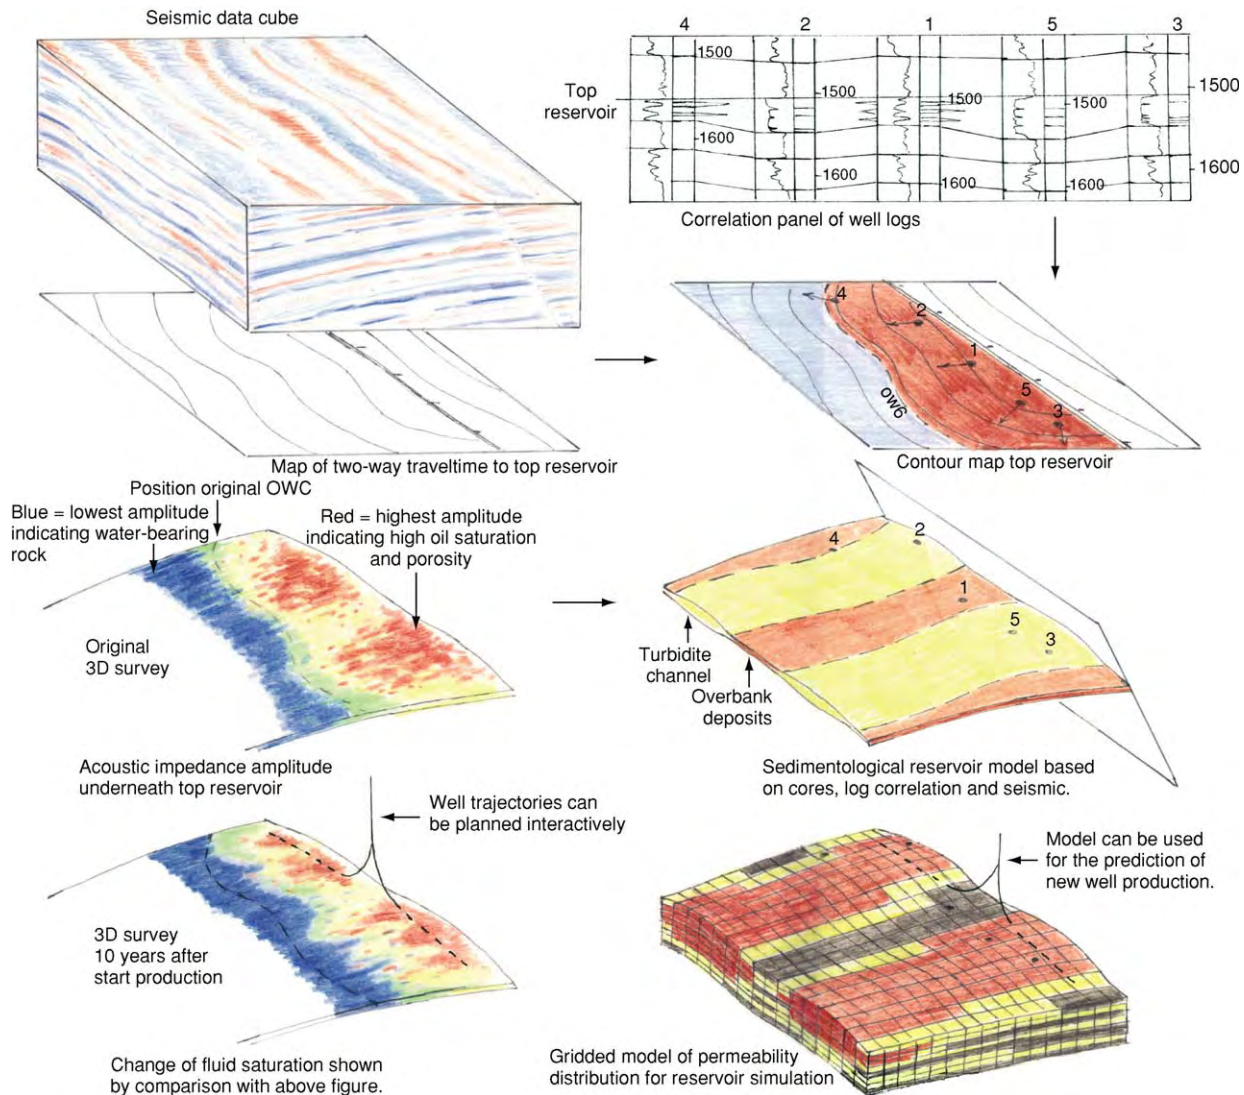 Seismic data cube
4 2 1 5 3
1500
1500
1500
1500
1500
Top
reservoir
1600
1600
1600
1600
1600
Correlation panel of well logs
4
2
1
5
3
ow6
Map of two-way traveltime to top reservoir
Contour map top reservoir
Position original OWC
Blue = lowest amplitude
indicating water-bearing
rock
Red = highest amplitude
indicating high oil saturation
and porosity
Original
3D survey
4
2
1
5
3
Turbidite
channel
Overbank
deposits
Acoustic impedance amplitude
underneath top reservoir
Sedimentological reservoir model based
on cores, log correlation and seismic.
Well trajectories can
be planned interactively
Model can be used
for the prediction of
new well production.
3D survey
10 years after
start production
Change of fluid saturation shown
by comparison with above figure.
Gridded model of permeability
distribution for reservoir simulation